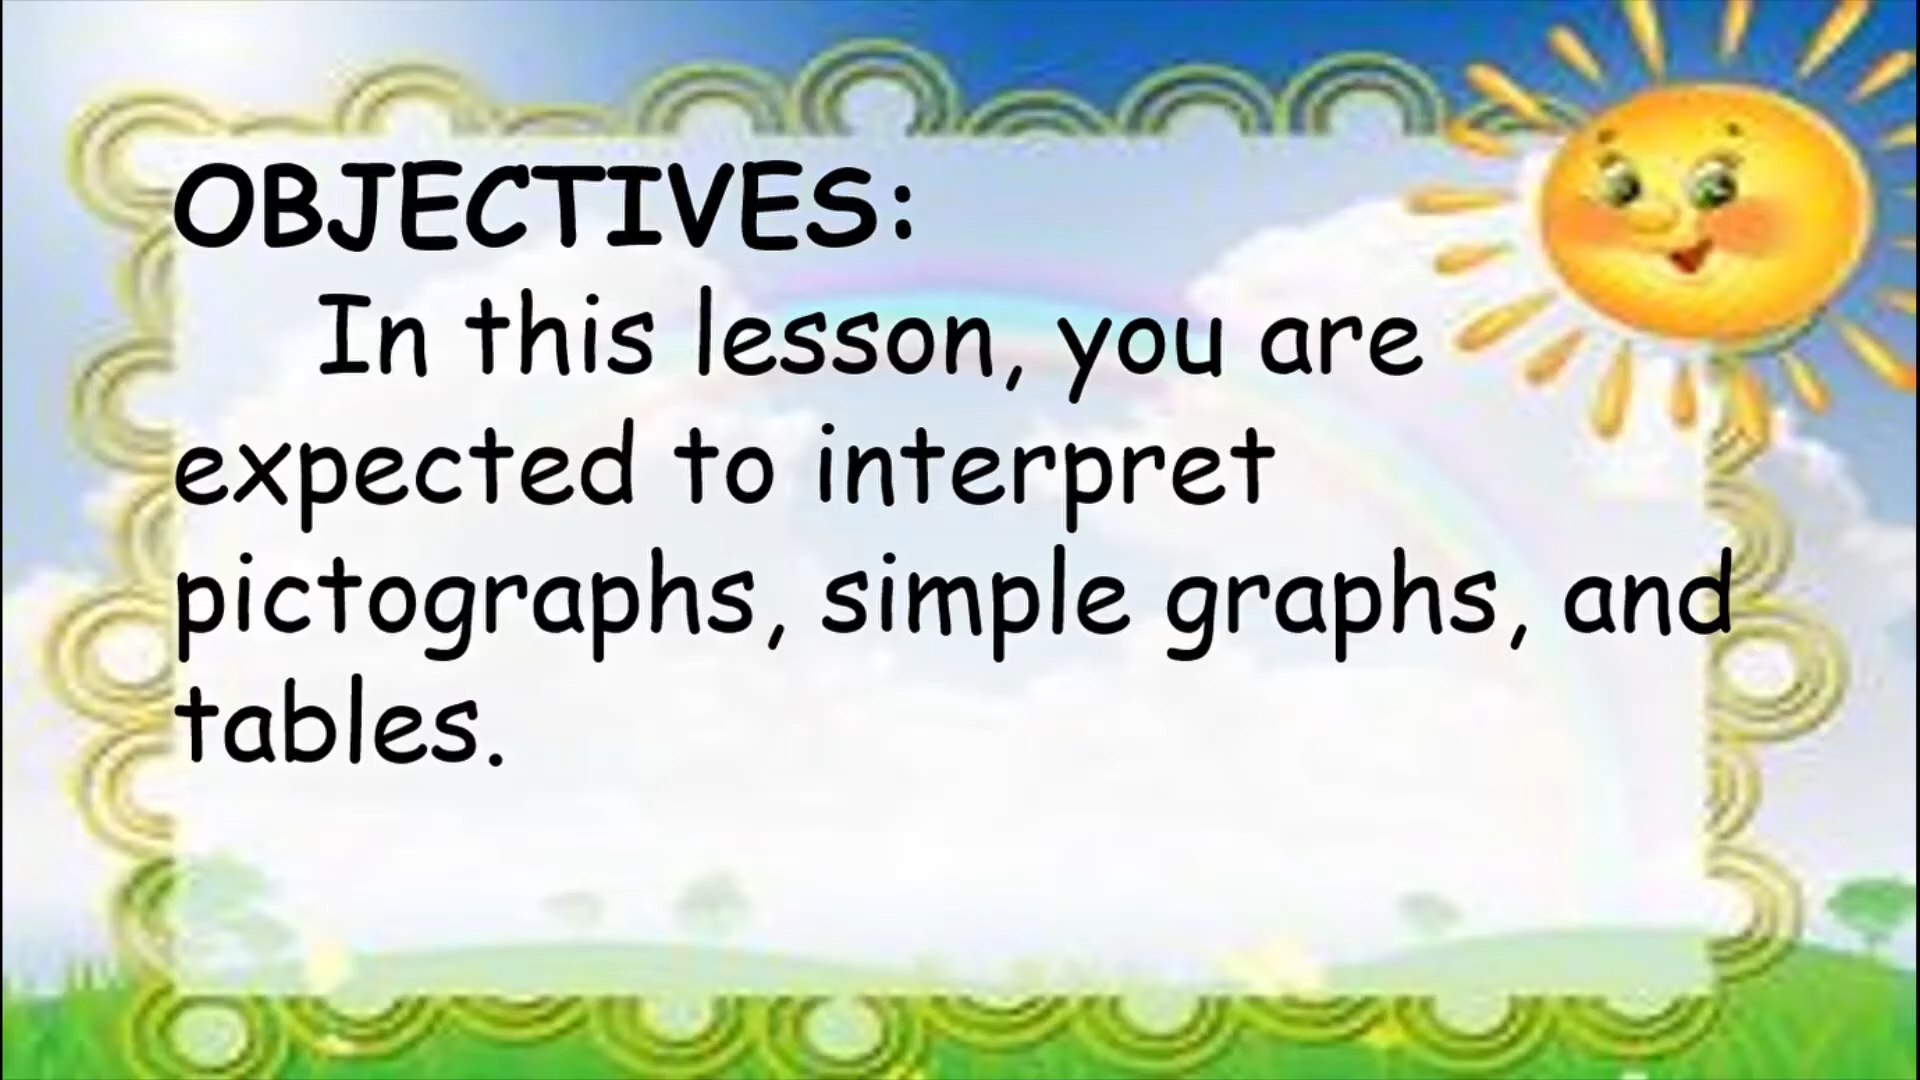 OBJECTIVES:
In this lesson, you are
expected to interpret
pictographs, simple graphs, and
tables.